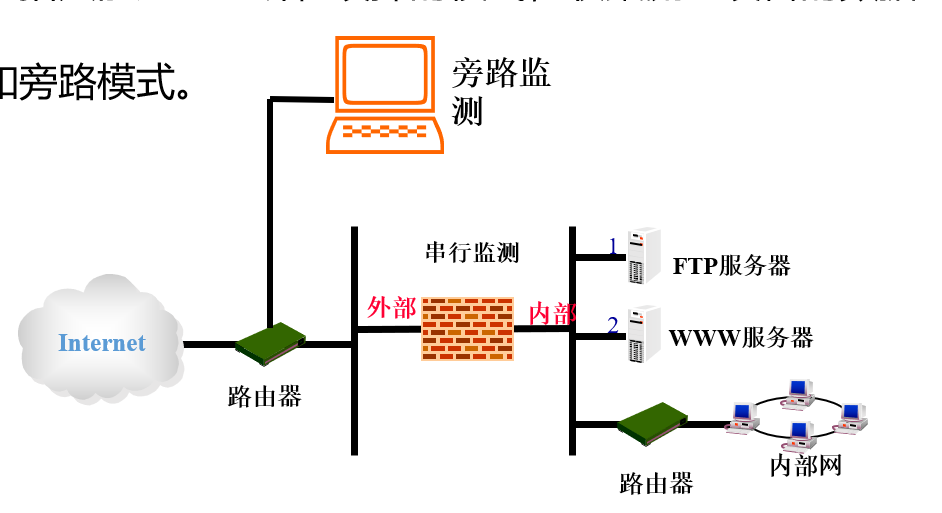 和旁路模式。
旁路监
测
串行监测
外部
内部
1
FTP服务器
2
WWW服务器
Internet
路由器
内部网
路由器